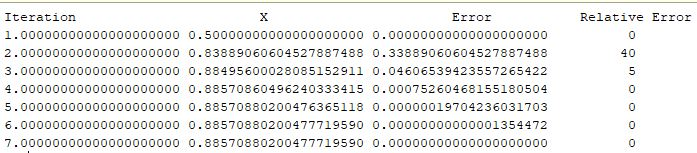 Iteration X Error Relative Error
1.00000000000000000000 0.50000000000000000000 0.00000000000000000000 0
2.00000000000000000000 0.83889060604527887488 0.33889060604527887488 40
3.00000000000000000000 0.88495600028085152911 0.04606539423557265422 5
4.00000000000000000000 0.88570860496240333415 0.00075260468155180504 0
5.00000000000000000000 0.88570880200476365118 0.00000019704236031703 0
6.00000000000000000000 0.88570880200477719590 0.00000000000001354472 0
7.00000000000000000000 0.88570880200477719590 0.00000000000000000000 0